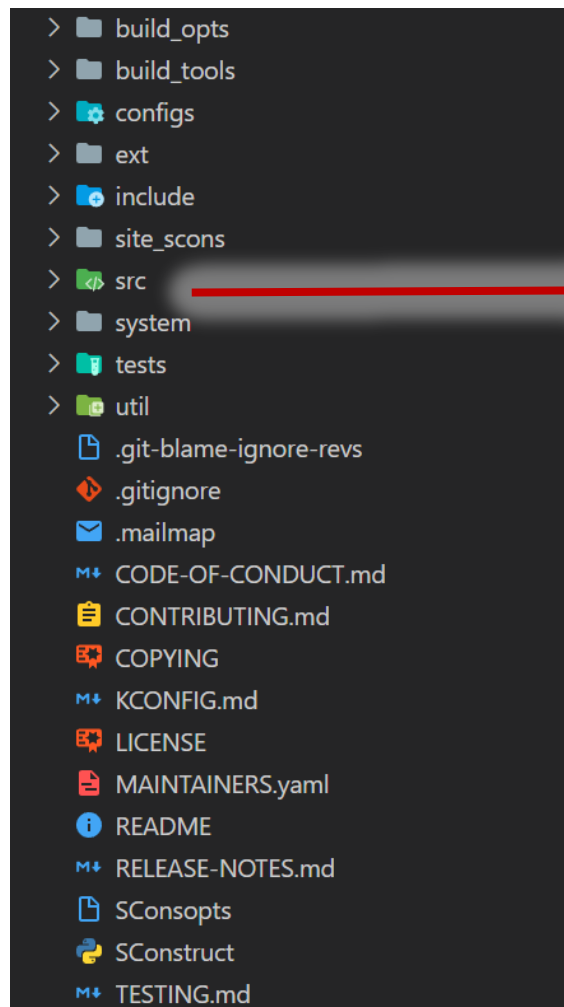 build_opts
build_tools
configs
ext
include
site_scons
src
system
tests
util
.git-blame-ignore-revs
.gitignore
.mailmap
CODE-OF-CONDUCT.md
CONTRIBUTING.md
COPYING
KCONFIG.md
LICENSE
MAINTAINERS.yaml
README
RELEASE-NOTES.md
SConsopts
SConstruct
TESTING.md